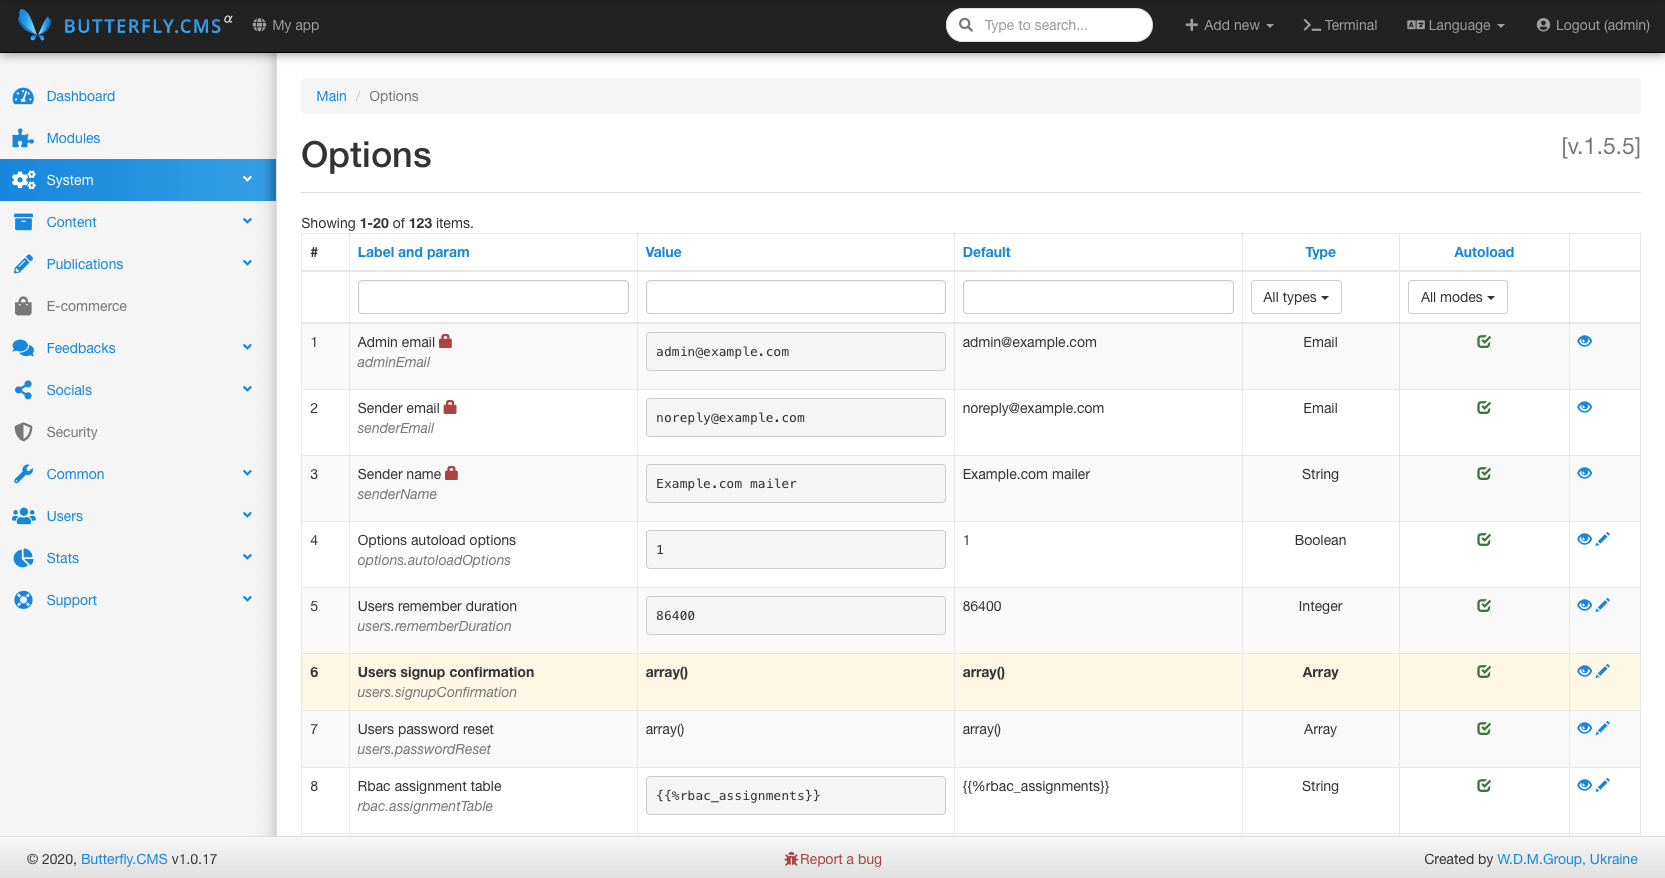 BUTTERFLY.CMS α My app Type to search... Add new Terminal Language Logout (admin)
Dashboard
Modules
System
Content
Publications
E-commerce
Feedbacks
Socials
Security
Common
Users
Stats
Support
Main / Options
Options [v.1.5.5]
Showing 1-20 of 123 items.
# Label and param Value Default Type Autoload
All types All modes
1 Admin email admin@example.com admin@example.com Email
adminEmail
2 Sender email noreply@example.com noreply@example.com Email
senderEmail
3 Sender name Example.com mailer Example.com mailer String
senderName
4 Options autoload options 1 1 Boolean
options.autoloadOptions
5 Users remember duration 86400 86400 Integer
users.rememberDuration
6 Users signup confirmation array() array() Array
users.signupConfirmation
7 Users password reset array() array() Array
users.passwordReset
8 Rbac assignment table {{%rbac_assignments}} {{%rbac_assignments}} String
rbac.assignmentTable
© 2020, Butterfly.CMS v1.0.17 Report a bug Created by W.D.M.Group, Ukraine